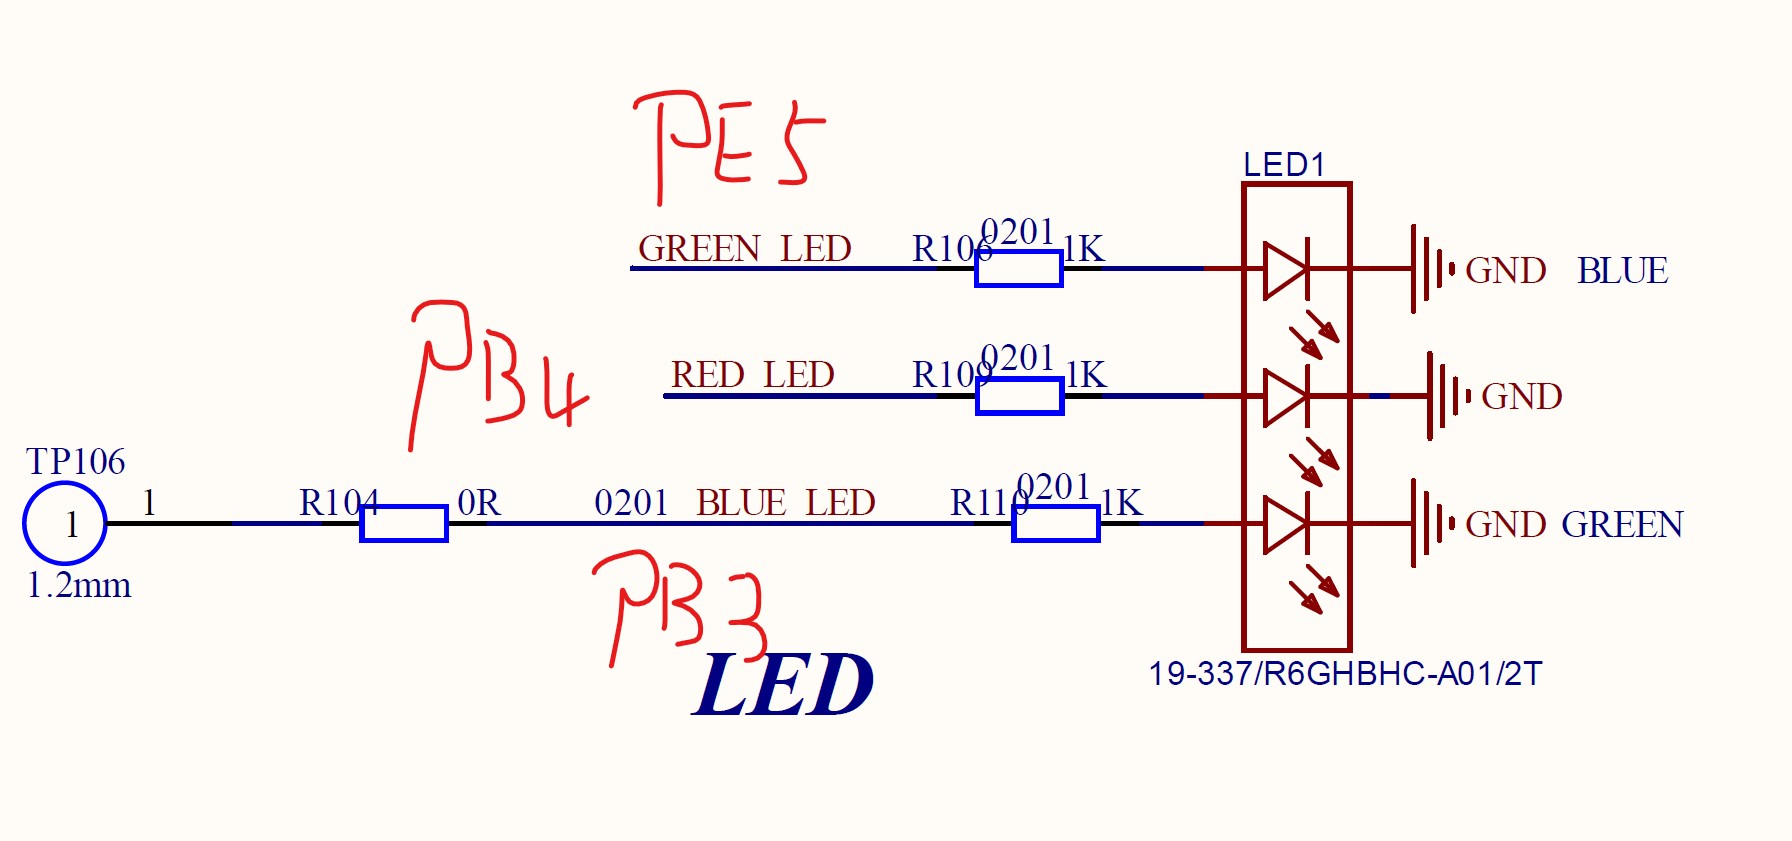 PE5
LED1
GREEN LED R106 0201 1K GND BLUE
PB4
RED LED R109 0201 1K GND
TP106
1 1 R104 0R 0201 BLUE LED R110 0201 1K GND GREEN
1.2mm
PB3
LED
19-337/R6GHBHC-A01/2T